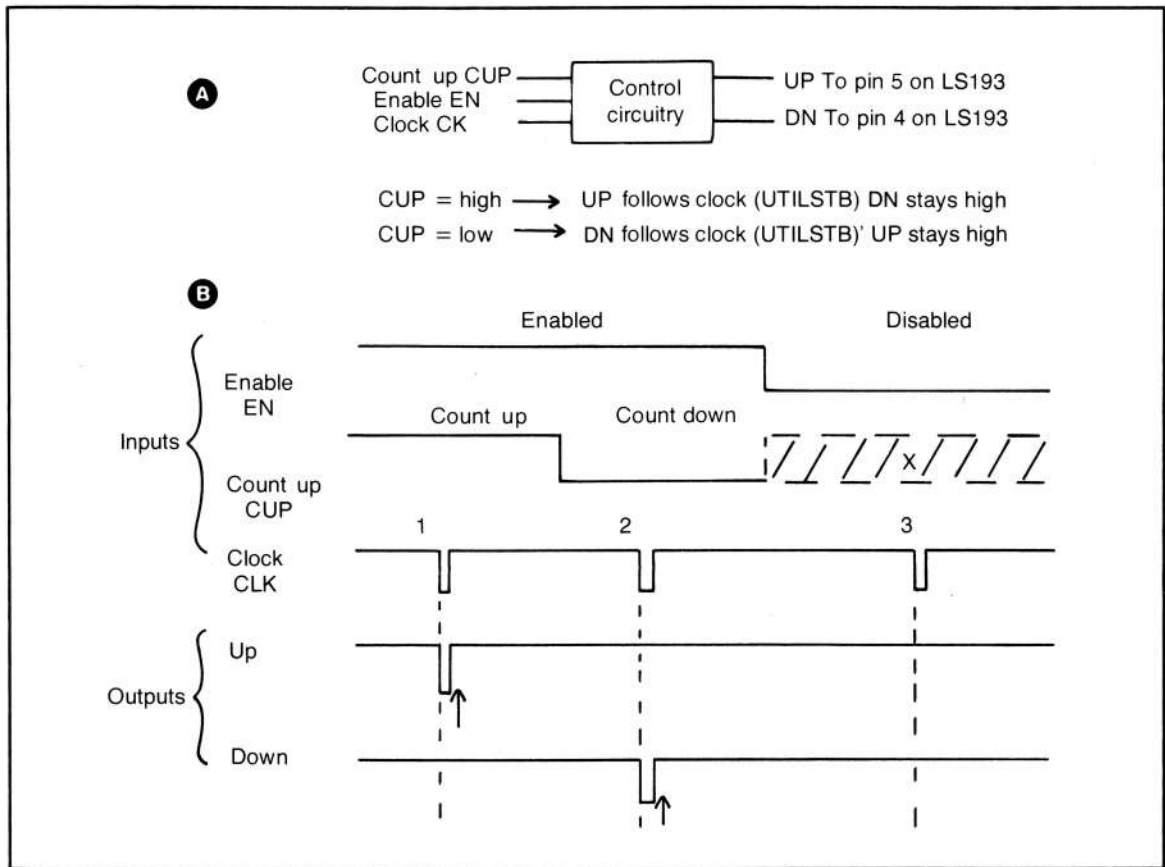 A
Count up CUP
Enable EN
Clock CK
Control
circuitry
UP To pin 5 on LS193
DN To pin 4 on LS193
CUP = high → UP follows clock (UTILSTB) DN stays high
CUP = low → DN follows clock (UTILSTB)' UP stays high
B
Enabled
Disabled
Enable
EN
Count up
Count down
Inputs
X
Count up
CUP
1
2
3
Clock
CLK
Up
Outputs
Down